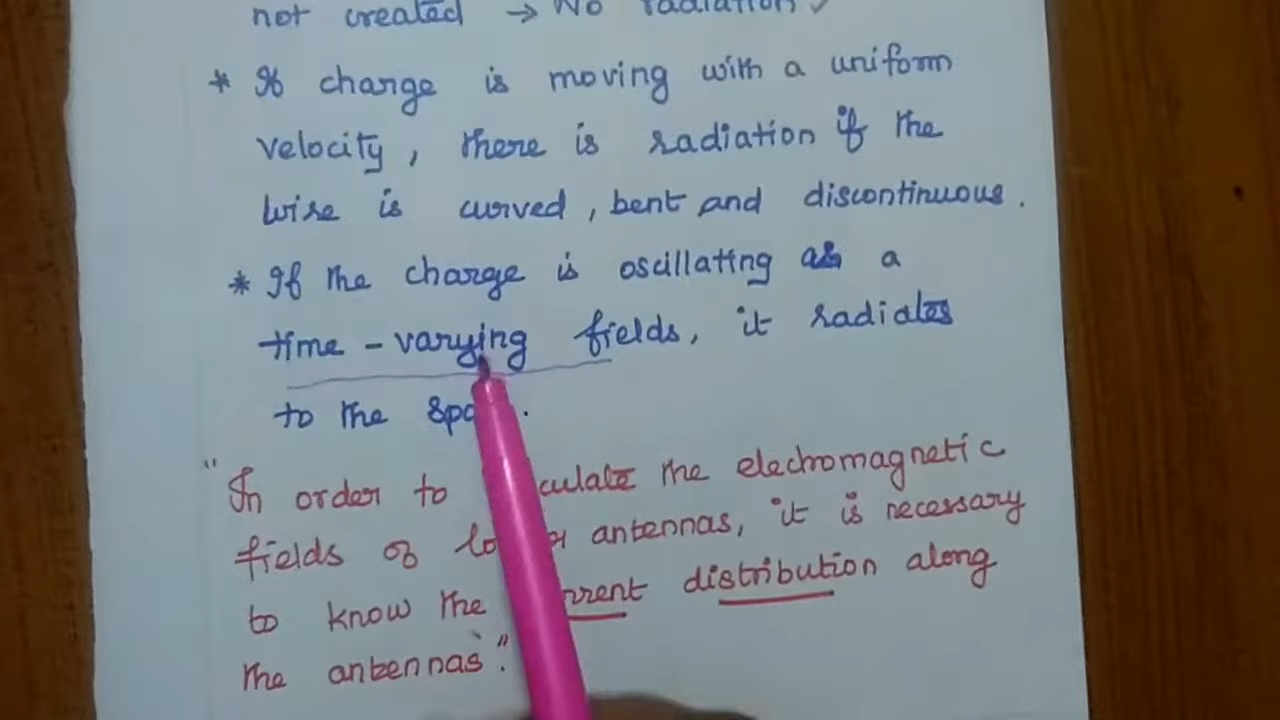 not created → No radiation ✓
* If charge is moving with a uniform
velocity, there is radiation if the
wire is curved, bent and discontinuous.
* If the charge is oscillating as a
time-varying fields, it radiates
to the .
"In order to the electromagnetic
fields of antennas, it is necessary
to know the distribution along
the antennas".